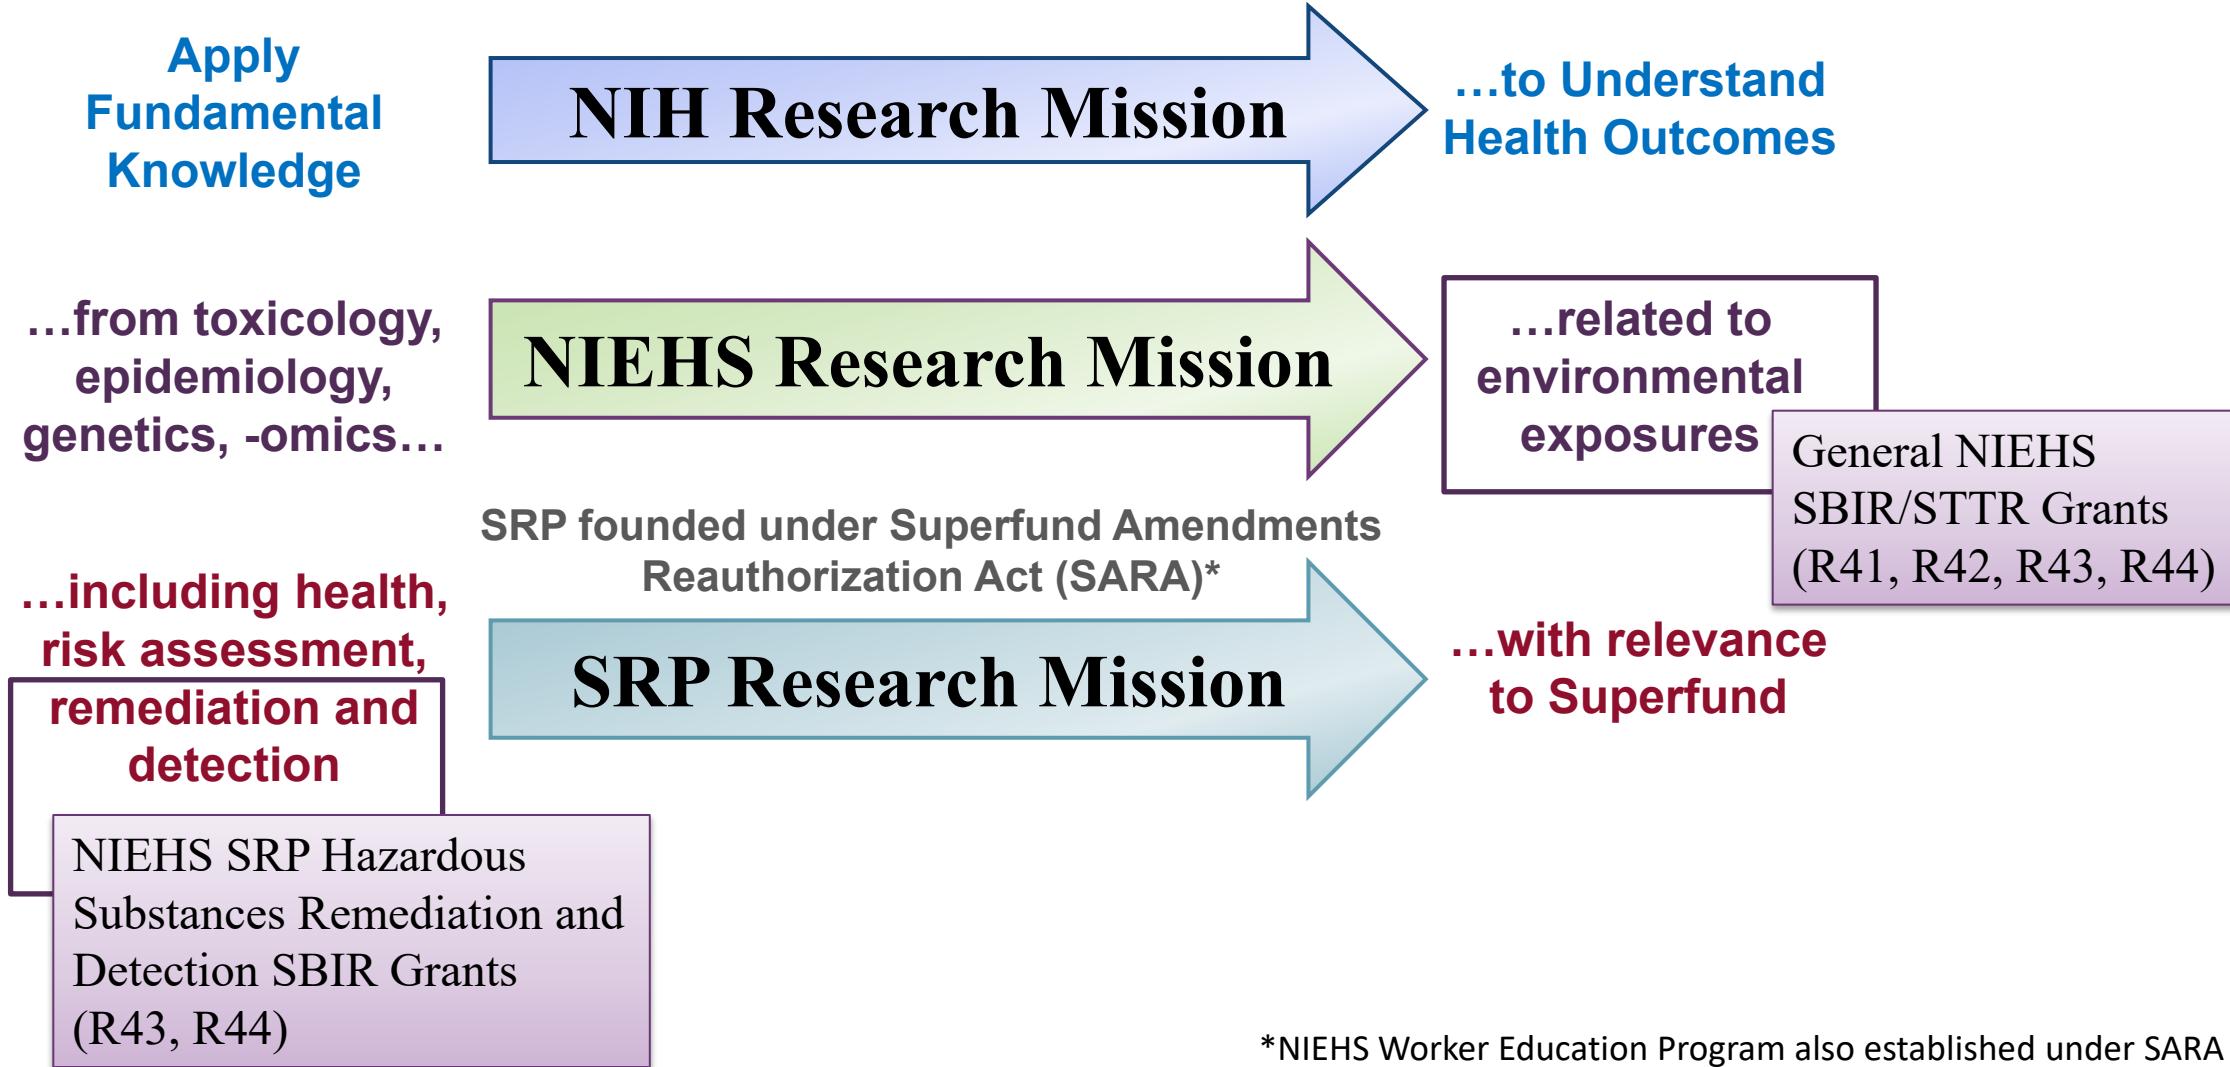 Apply
Fundamental
Knowledge
NIH Research Mission
…to Understand
Health Outcomes
…from toxicology,
epidemiology,
genetics, -omics…
NIEHS Research Mission
…related to
environmental
exposures
General NIEHS
SBIR/STTR Grants
(R41, R42, R43, R44)
SRP founded under Superfund Amendments
Reauthorization Act (SARA)*
…including health,
risk assessment,
remediation and
detection
SRP Research Mission
…with relevance
to Superfund
NIEHS SRP Hazardous
Substances Remediation and
Detection SBIR Grants
(R43, R44)
*NIEHS Worker Education Program also established under SARA